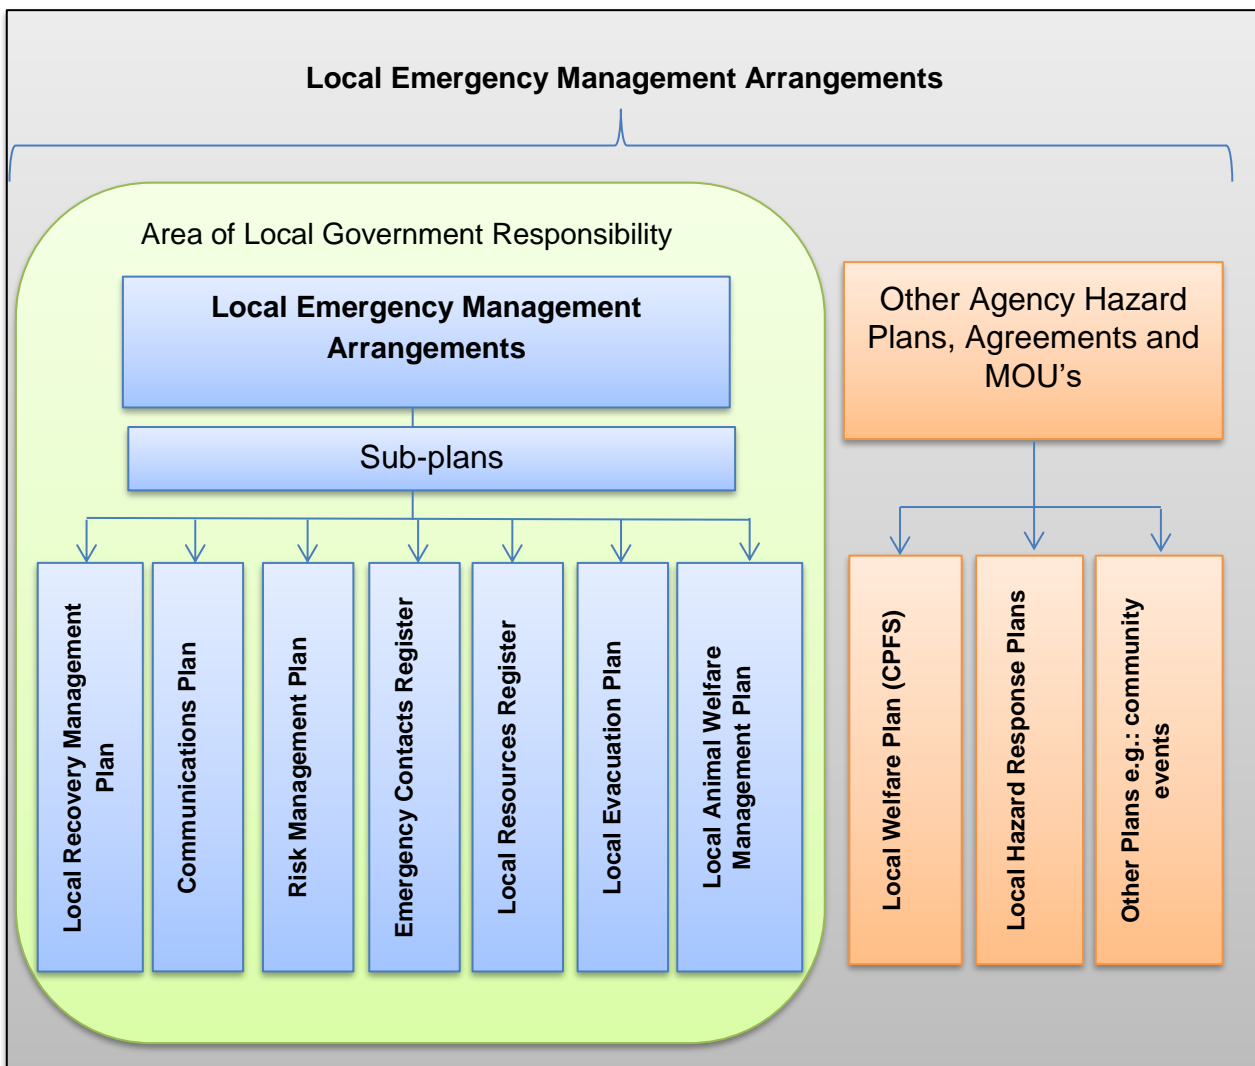 Local Emergency Management Arrangements
Area of Local Government Responsibility
Local Emergency Management
Arrangements
Sub-plans
Local Recovery Management
Plan
Communications Plan
Risk Management Plan
Emergency Contacts Register
Local Resources Register
Local Evacuation Plan
Local Animal Welfare
Management Plan
Other Agency Hazard
Plans, Agreements and
MOU’s
Local Welfare Plan (CPFS)
Local Hazard Response Plans
Other Plans e.g.: community
events